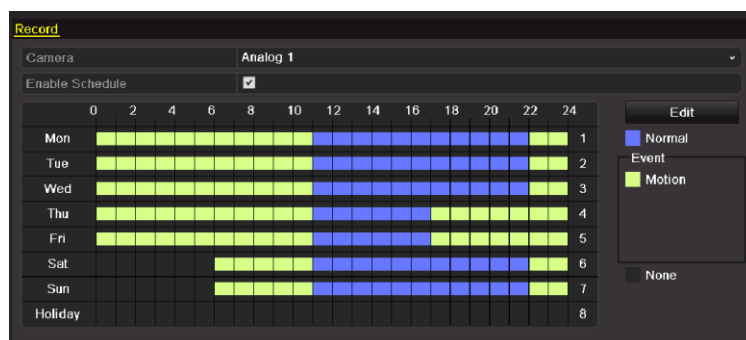 Record
Camera Analog 1
Enable Schedule
0 2 4 6 8 10 12 14 16 18 20 22 24
Edit
Mon 1
Normal
Tue 2
Event
Motion
Wed 3
Thu 4
Fri 5
Sat 6
None
Sun 7
Holiday 8